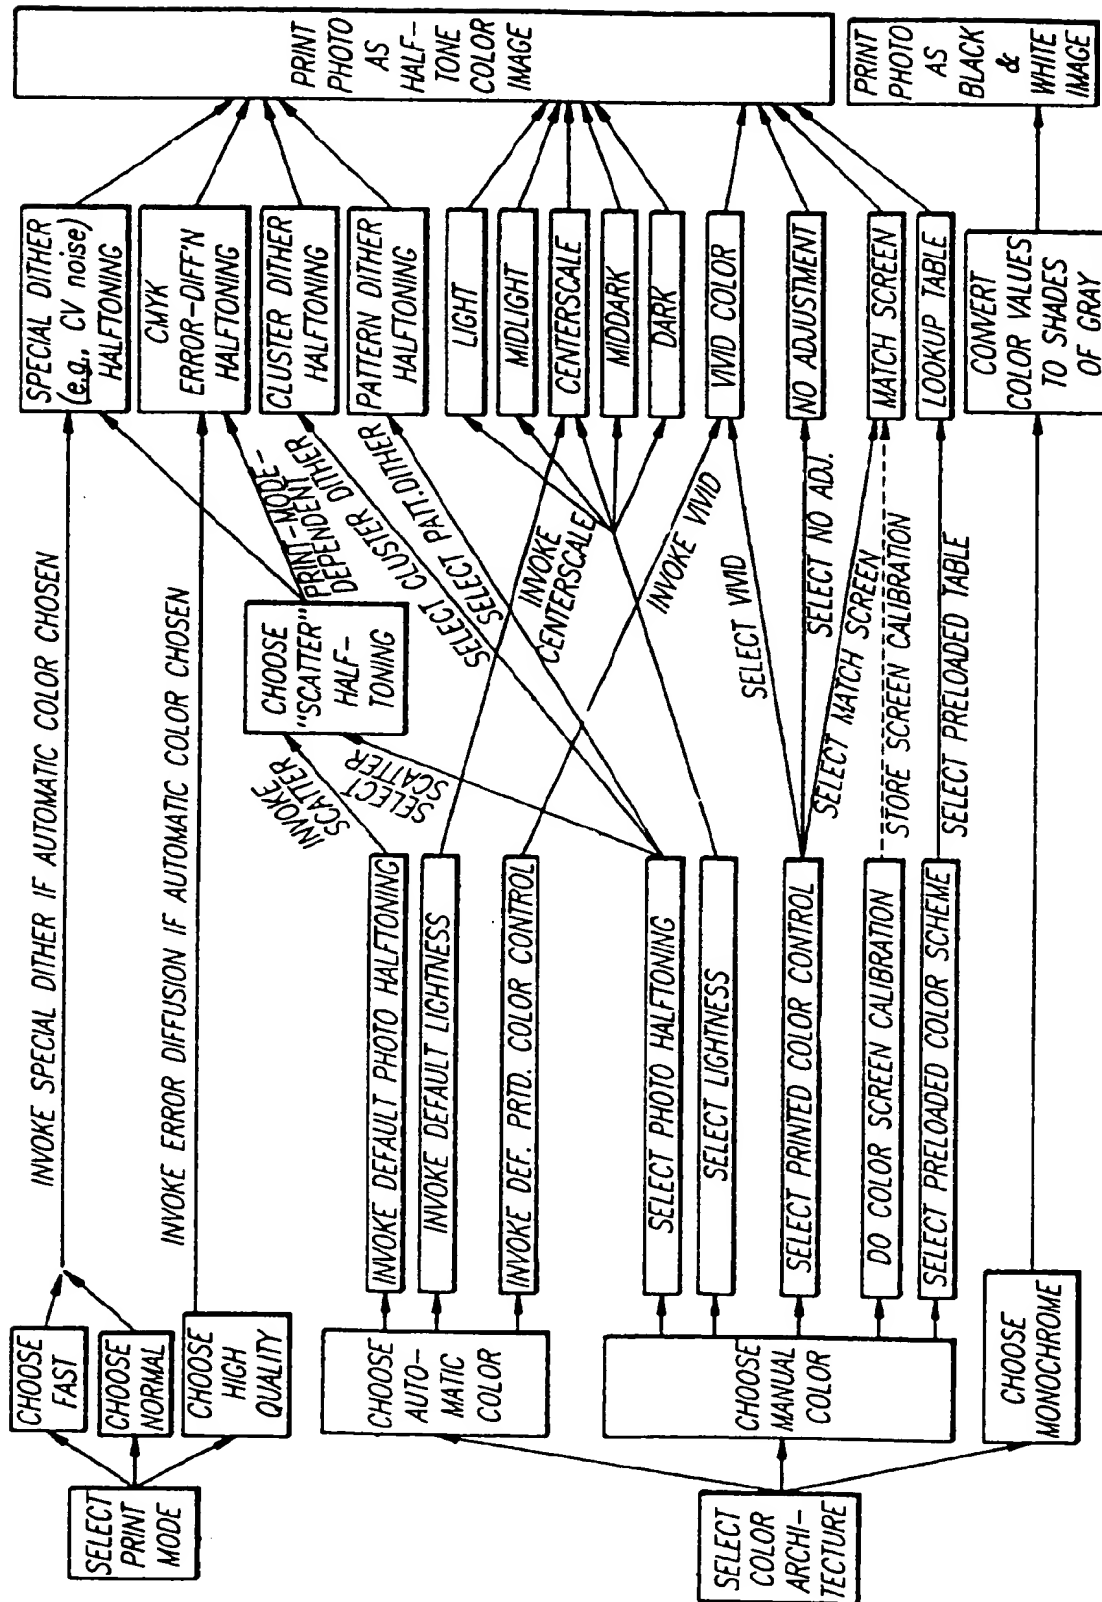 SELECT
PRINT
MODE
CHOOSE
FAST
CHOOSE
NORMAL
CHOOSE
HIGH
QUALITY
INVOKE SPECIAL DITHER IF AUTOMATIC COLOR CHOSEN
INVOKE ERROR DIFFUSION IF AUTOMATIC COLOR CHOSEN
SELECT
COLOR
ARCHI-
TECTURE
CHOOSE
AUTO-
MATIC
COLOR
CHOOSE
MANUAL
COLOR
CHOOSE
MONOCHROME
INVOKE DEFAULT PHOTO HALFTONING
INVOKE DEFAULT LIGHTNESS
INVOKE DEF. PRTD. COLOR CONTROL
SELECT PHOTO HALFTONING
SELECT LIGHTNESS
SELECT PRINTED COLOR CONTROL
DO COLOR SCREEN CALIBRATION
SELECT PRELOADED COLOR SCHEME
INVOKE
SCATTER
SELECT
SCATTER
CHOOSE
"SCATTER"
HALF-
TONING
PRINT-MODE-
DEPENDENT
SELECT CLUSTER DITHER
SELECT PATT. DITHER
INVOKE
CENTERSCALE
INVOKE VIVID
SELECT VIVID
SELECT NO ADJ.
SELECT MATCH SCREEN
STORE SCREEN CALIBRATION
SELECT PRELOADED TABLE
SPECIAL DITHER
(e.g., CV noise)
HALFTONING
CMYK
ERROR-DIFF'N
HALFTONING
CLUSTER DITHER
HALFTONING
PATTERN DITHER
HALFTONING
LIGHT
MIDLIGHT
CENTERSCALE
MIDDARK
DARK
VIVID COLOR
NO ADJUSTMENT
MATCH SCREEN
LOOKUP TABLE
CONVERT
COLOR VALUES
TO SHADES
OF GRAY
PRINT
PHOTO
AS
HALF-
TONE
COLOR
IMAGE
PRINT
PHOTO
AS
BLACK
&
WHITE
IMAGE